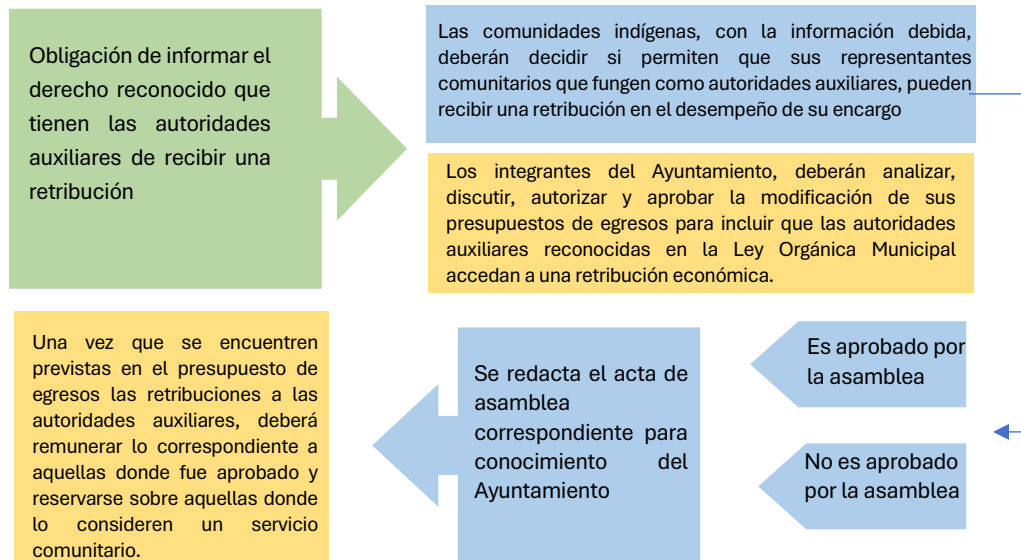 Obligación de informar el
derecho reconocido que
tienen las autoridades
auxiliares de recibir una
retribución
Las comunidades indígenas, con la información debida,
deberán decidir si permiten que sus representantes
comunitarios que fungen como autoridades auxiliares, pueden
recibir una retribución en el desempeño de su encargo
Los integrantes del Ayuntamiento, deberán analizar,
discutir, autorizar y aprobar la modificación de sus
presupuestos de egresos para incluir que las autoridades
auxiliares reconocidas en la Ley Orgánica Municipal
accedan a una retribución económica.
Es aprobado por
la asamblea
No es aprobado
por la asamblea
Se redacta el acta de
asamblea
correspondiente para
conocimiento del
Ayuntamiento
Una vez que se encuentren
previstas en el presupuesto de
egresos las retribuciones a las
autoridades auxiliares, deberá
remunerar lo correspondiente a
aquellas donde fue aprobado y
reservarse sobre aquellas donde
lo consideren un servicio
comunitario.